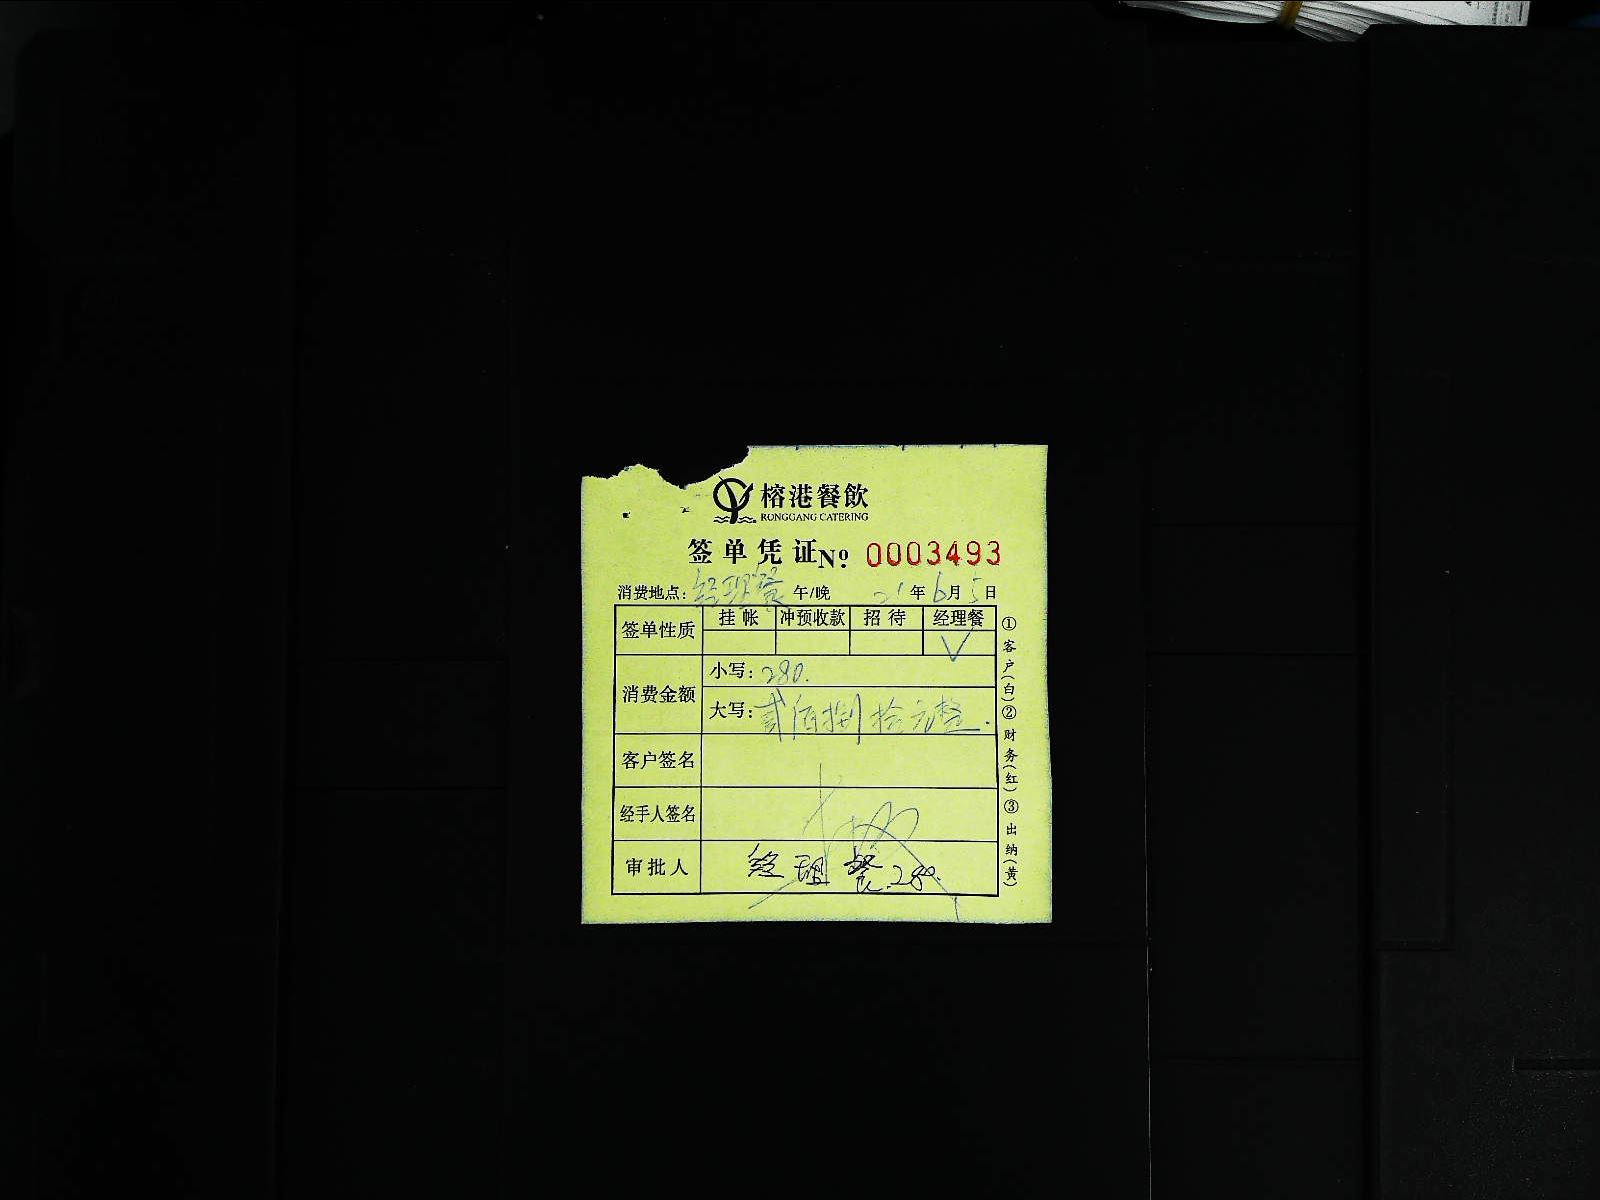 榕港餐飲
RONGGANG CATERING
签单凭证 No. 0003493
消费地点: 经理餐 午/晚 21年6月5日
签单性质 挂帐 冲预收款 招待 经理餐
√
消费金额 小写: 280.
大写: 贰佰捌拾元整.
客户签名
经手人签名
审批人 经理餐.280.
①客户(白)②财务(红)③出纳(黄)